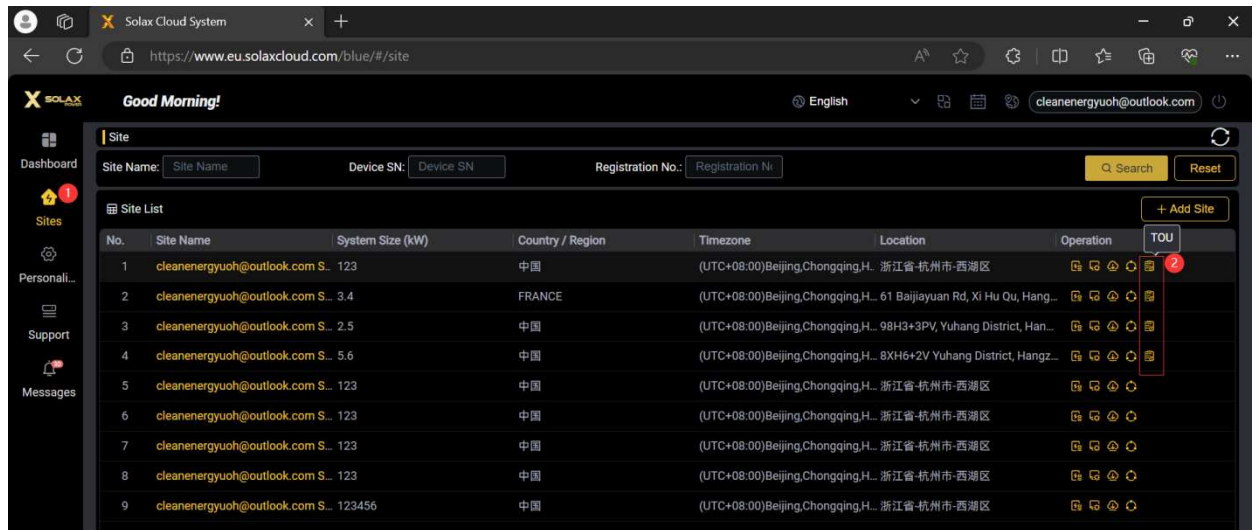 Solax Cloud System
https://www.eu.solaxcloud.com/blue/#/site
SOLAX POWER Good Morning! English cleanenergyuoh@outlook.com
Dashboard
Sites 1
Personali...
Support
Messages
Site
Site Name: Site Name Device SN: Device SN Registration No.: Registration N Search Reset
Site List + Add Site
No. Site Name System Size (kW) Country / Region Timezone Location Operation TOU
1 cleanenergyuoh@outlook.com S... 123 中国 (UTC+08:00)Beijing,Chongqing,H... 浙江省-杭州市-西湖区 2
2 cleanenergyuoh@outlook.com S... 3.4 FRANCE (UTC+08:00)Beijing,Chongqing,H... 61 Baijiayuan Rd, Xi Hu Qu, Hang...
3 cleanenergyuoh@outlook.com S... 2.5 中国 (UTC+08:00)Beijing,Chongqing,H... 98H3+3PV, Yuhang District, Han...
4 cleanenergyuoh@outlook.com S... 5.6 中国 (UTC+08:00)Beijing,Chongqing,H... 8XH6+2V Yuhang District, Hangz...
5 cleanenergyuoh@outlook.com S... 123 中国 (UTC+08:00)Beijing,Chongqing,H... 浙江省-杭州市-西湖区
6 cleanenergyuoh@outlook.com S... 123 中国 (UTC+08:00)Beijing,Chongqing,H... 浙江省-杭州市-西湖区
7 cleanenergyuoh@outlook.com S... 123 中国 (UTC+08:00)Beijing,Chongqing,H... 浙江省-杭州市-西湖区
8 cleanenergyuoh@outlook.com S... 123 中国 (UTC+08:00)Beijing,Chongqing,H... 浙江省-杭州市-西湖区
9 cleanenergyuoh@outlook.com S... 123456 中国 (UTC+08:00)Beijing,Chongqing,H... 浙江省-杭州市-西湖区